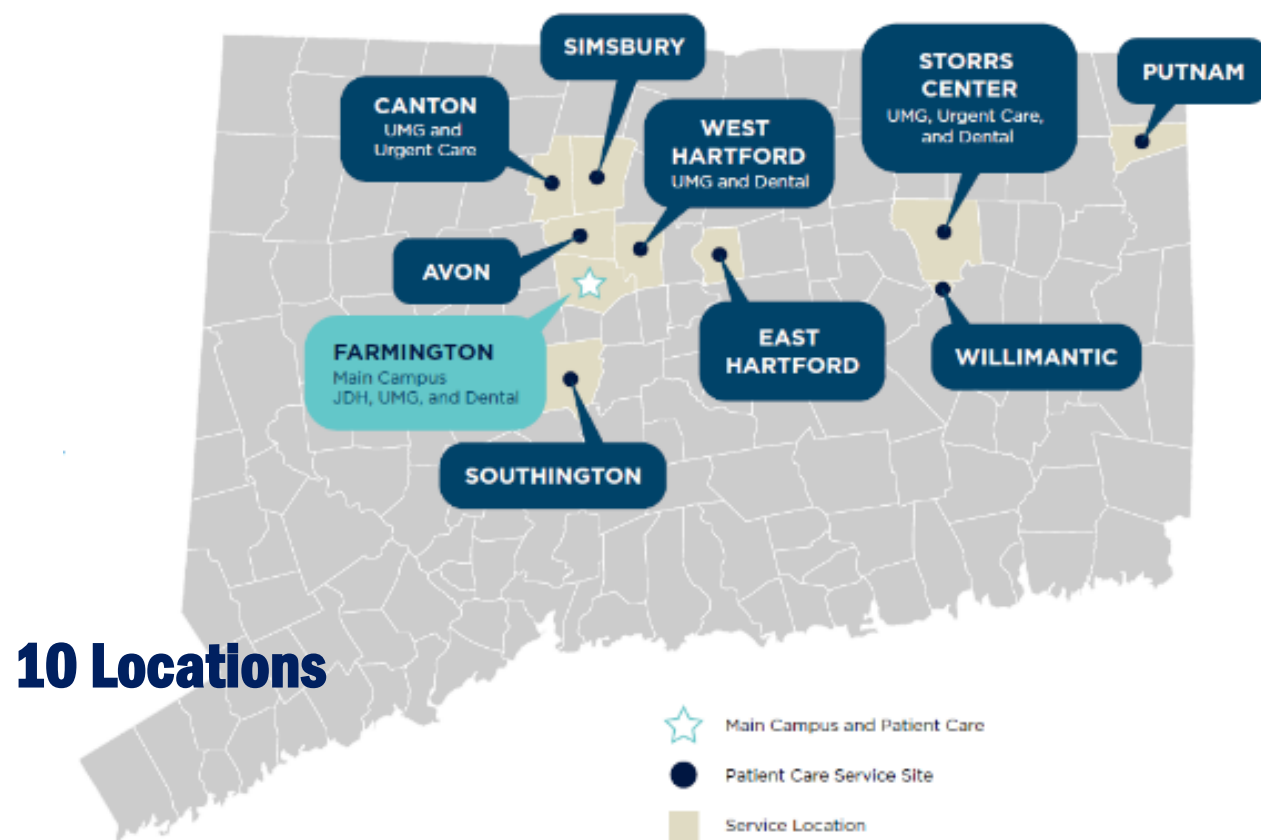 SIMSBURY
CANTON
UMG and
Urgent Care
WEST
HARTFORD
UMG and Dental
STORRS
CENTER
UMG, Urgent Care,
and Dental
PUTNAM
AVON
FARMINGTON
Main Campus
JDH, UMG, and Dental
EAST
HARTFORD
WILLIMANTIC
SOUTHINGTON
10 Locations
Main Campus and Patient Care
Patient Care Service Site
Service Location